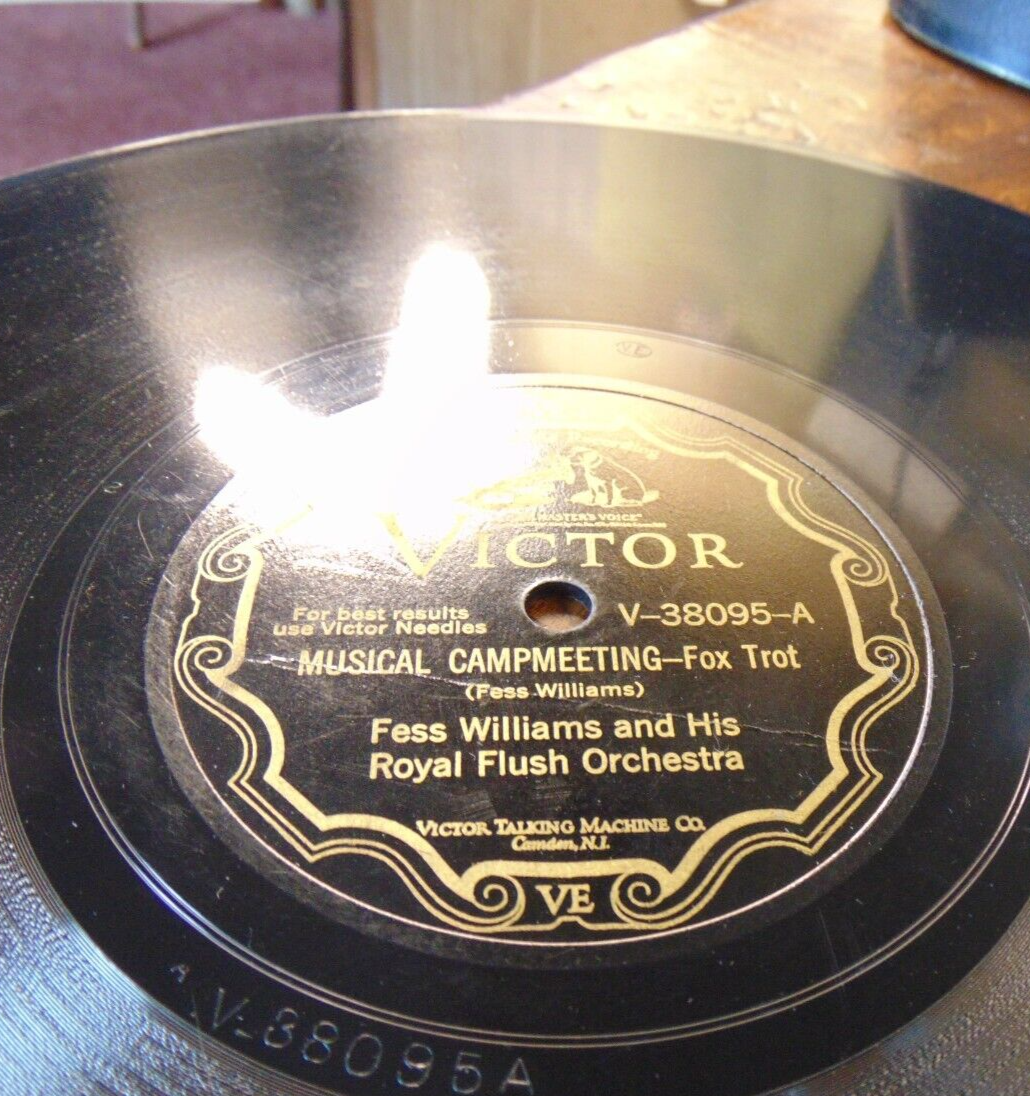 VE
MASTER'S VOICE"
VICTOR
For best results
use Victor Needles
V–38095–A
MUSICAL CAMPMEETING–Fox Trot
(Fess Williams)
Fess Williams and His
Royal Flush Orchestra
VICTOR TALKING MACHINE CO.
Camden, N.J.
VE
A
V-38095A